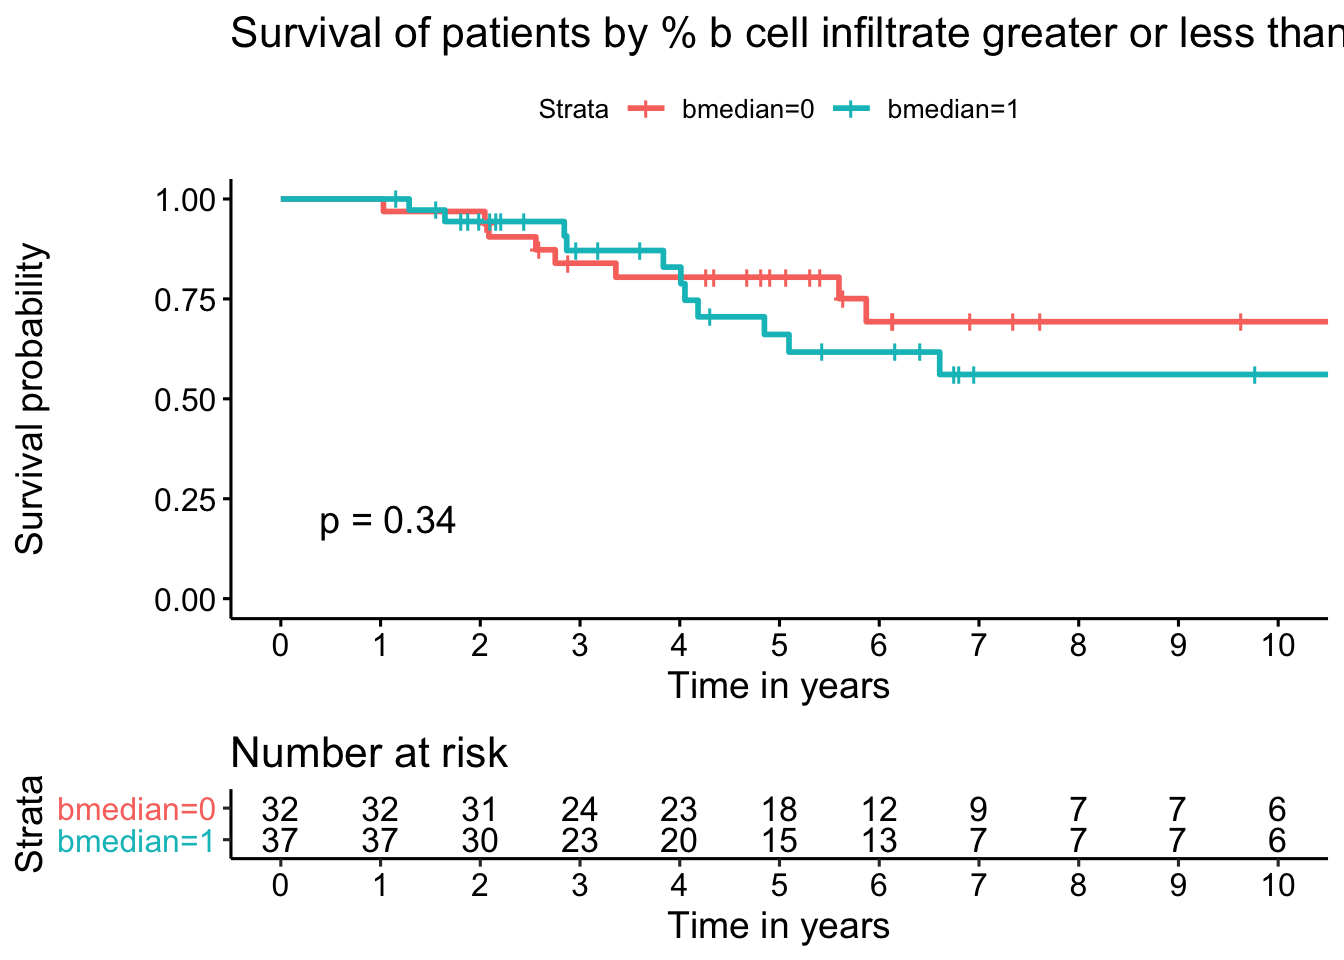 Survival of patients by % b cell infiltrate greater or less than
Strata bmedian=0 bmedian=1
Survival probability
1.00
0.75
0.50
0.25
0.00
p = 0.34
0 1 2 3 4 5 6 7 8 9 10
Time in years
Number at risk
Strata
bmedian=0 32 32 31 24 23 18 12 9 7 7 6
bmedian=1 37 37 30 23 20 15 13 7 7 7 6
0 1 2 3 4 5 6 7 8 9 10
Time in years